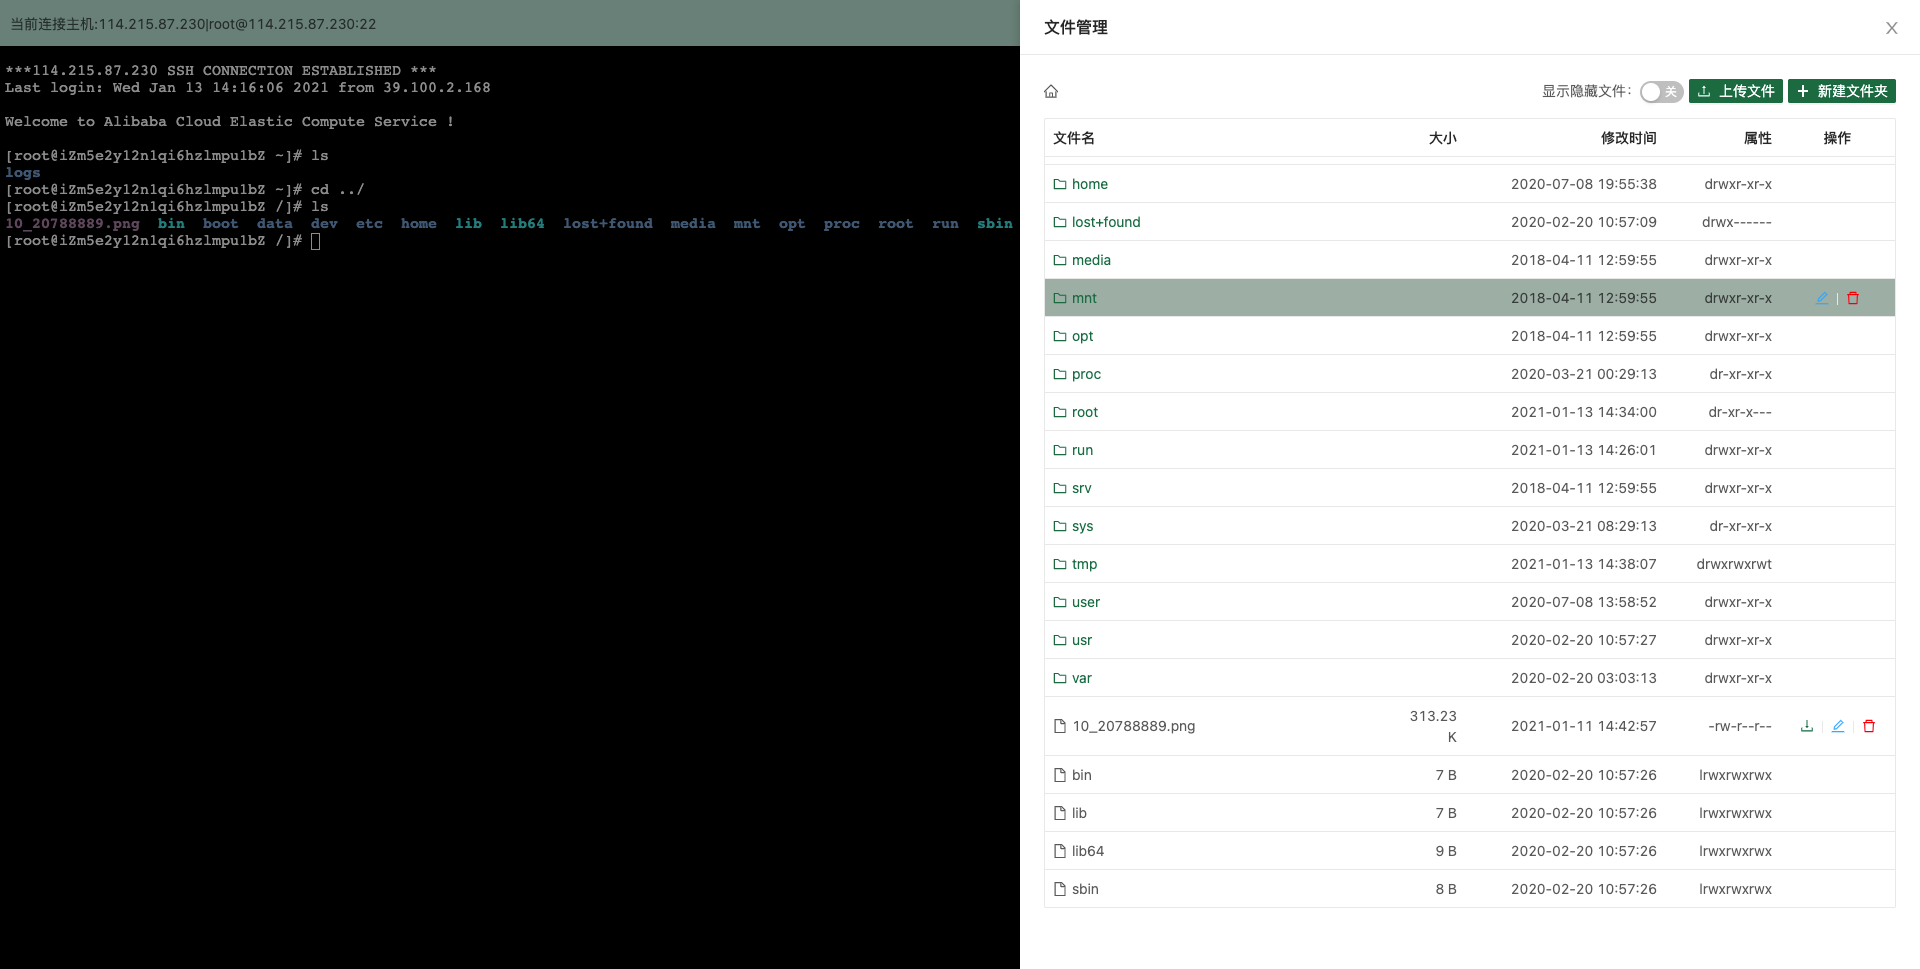 当前连接主机:114.215.87.230|root@114.215.87.230:22
***114.215.87.230 SSH CONNECTION ESTABLISHED ***
Last login: Wed Jan 13 14:16:06 2021 from 39.100.2.168
Welcome to Alibaba Cloud Elastic Compute Service !
[root@iZm5e2y12n1qi6hzlmpu1bZ ~]# ls
logs
[root@iZm5e2y12n1qi6hzlmpu1bZ ~]# cd ../
[root@iZm5e2y12n1qi6hzlmpu1bZ /]# ls
10_20788889.png bin boot data dev etc home lib lib64 lost+found media mnt opt proc root run sbin
[root@iZm5e2y12n1qi6hzlmpu1bZ /]#
文件管理
显示隐藏文件: 关 上传文件 + 新建文件夹
文件名 大小 修改时间 属性 操作
home 2020-07-08 19:55:38 drwxr-xr-x
lost+found 2020-02-20 10:57:09 drwx------
media 2018-04-11 12:59:55 drwxr-xr-x
mnt 2018-04-11 12:59:55 drwxr-xr-x
opt 2018-04-11 12:59:55 drwxr-xr-x
proc 2020-03-21 00:29:13 dr-xr-xr-x
root 2021-01-13 14:34:00 dr-xr-x---
run 2021-01-13 14:26:01 drwxr-xr-x
srv 2018-04-11 12:59:55 drwxr-xr-x
sys 2020-03-21 08:29:13 dr-xr-xr-x
tmp 2021-01-13 14:38:07 drwxrwxrwt
user 2020-07-08 13:58:52 drwxr-xr-x
usr 2020-02-20 10:57:27 drwxr-xr-x
var 2020-02-20 03:03:13 drwxr-xr-x
10_20788889.png 313.23 K 2021-01-11 14:42:57 -rw-r--r--
bin 7 B 2020-02-20 10:57:26 lrwxrwxrwx
lib 7 B 2020-02-20 10:57:26 lrwxrwxrwx
lib64 9 B 2020-02-20 10:57:26 lrwxrwxrwx
sbin 8 B 2020-02-20 10:57:26 lrwxrwxrwx